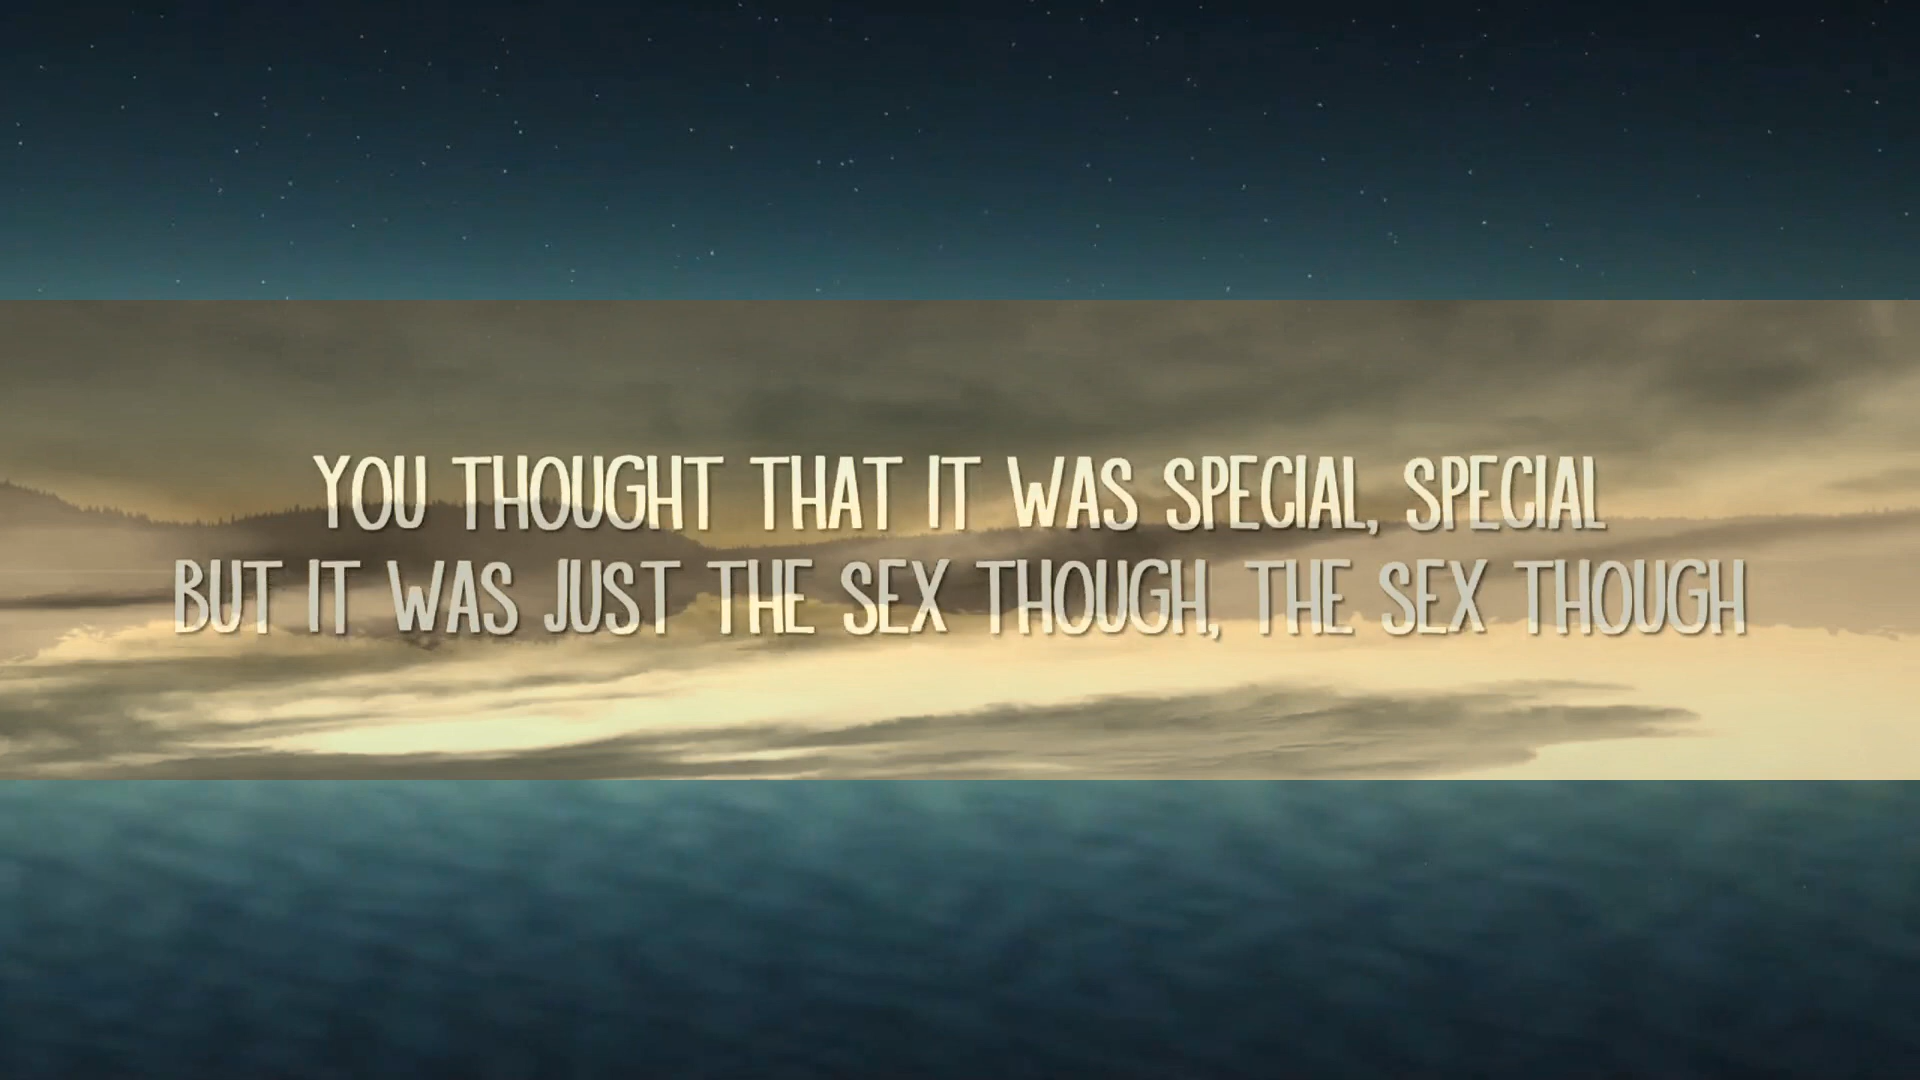 YOU THOUGHT THAT IT WAS SPECIAL, SPECIAL
BUT IT WAS JUST THE SEX THOUGH, THE SEX THOUGH